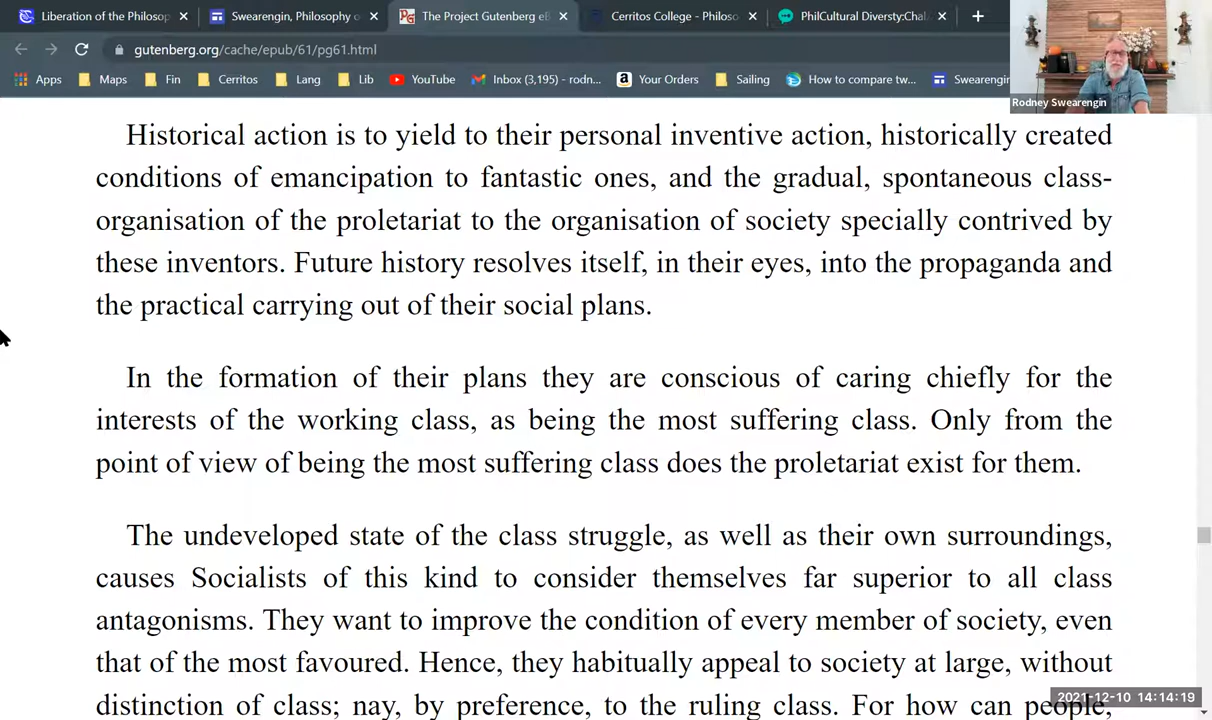 Liberation of the Philosop
Swearengin, Philosophy o
The Project Gutenberg eB
Cerritos College - Philoso
PhilCultural Diversty:Chal
gutenberg.org/cache/epub/61/pg61.html
Apps
Maps
Fin
Cerritos
Lang
Lib
YouTube
Inbox (3,195) - rodn...
Your Orders
Sailing
How to compare tw...
Swearengin
Rodney Swearengin
Historical action is to yield to their personal inventive action, historically created
conditions of emancipation to fantastic ones, and the gradual, spontaneous class-
organisation of the proletariat to the organisation of society specially contrived by
these inventors. Future history resolves itself, in their eyes, into the propaganda and
the practical carrying out of their social plans.
In the formation of their plans they are conscious of caring chiefly for the
interests of the working class, as being the most suffering class. Only from the
point of view of being the most suffering class does the proletariat exist for them.
The undeveloped state of the class struggle, as well as their own surroundings,
causes Socialists of this kind to consider themselves far superior to all class
antagonisms. They want to improve the condition of every member of society, even
that of the most favoured. Hence, they habitually appeal to society at large, without
distinction of class; nay, by preference, to the ruling class. For how can people,
2021-12-10 14:14:19